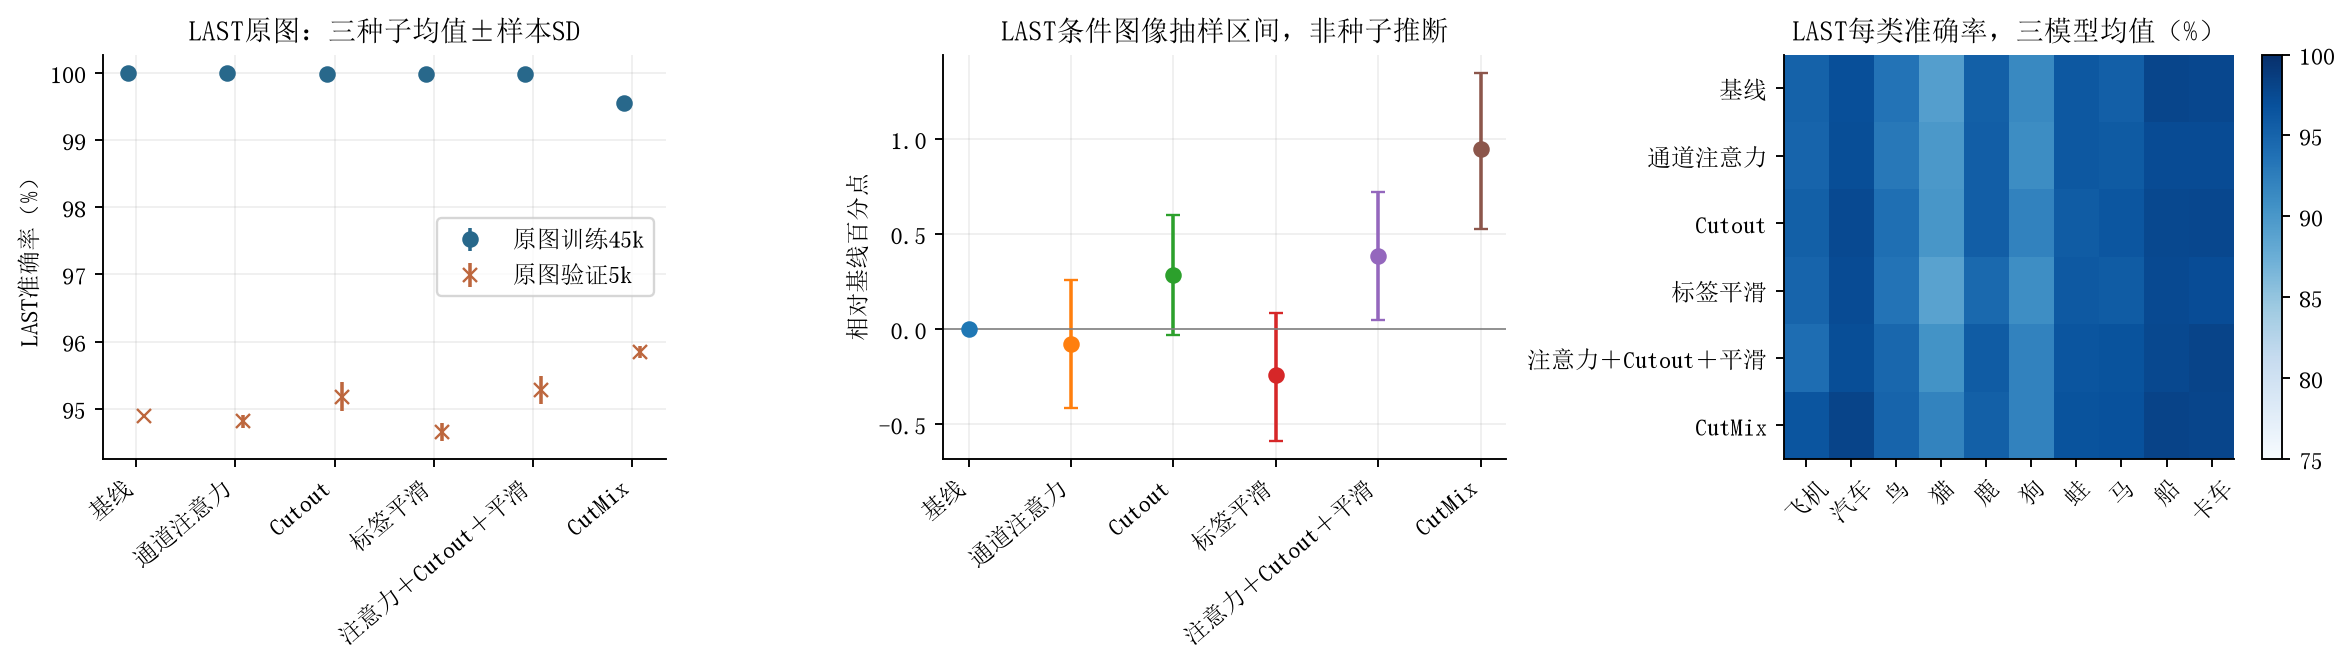 LAST原图：三种子均值±样本SD
LAST准确率（%）
100
99
98
97
96
95
原图训练45k
原图验证5k
基线
通道注意力
Cutout
标签平滑
注意力＋Cutout＋平滑
CutMix
LAST条件图像抽样区间，非种子推断
相对基线百分点
1.0
0.5
0.0
−0.5
基线
通道注意力
Cutout
标签平滑
注意力＋Cutout＋平滑
CutMix
LAST每类准确率，三模型均值（%）
基线
通道注意力
Cutout
标签平滑
注意力＋Cutout＋平滑
CutMix
飞机
汽车
鸟
猫
鹿
狗
蛙
马
船
卡车
100
95
90
85
80
75